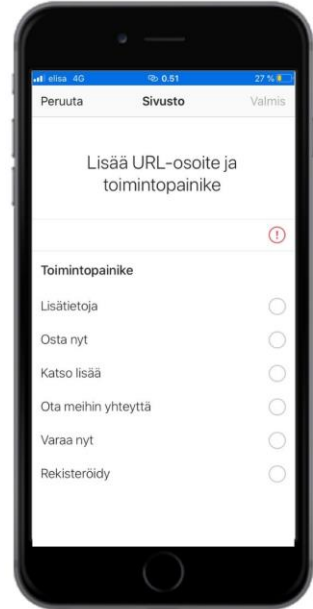 elisa 4G 0.51 27 %
Peruuta Sivusto Valmis
Lisää URL-osoite ja
toimintopainike
Toimintopainike
Lisätietoja
Osta nyt
Katso lisää
Ota meihin yhteyttä
Varaa nyt
Rekisteröidy